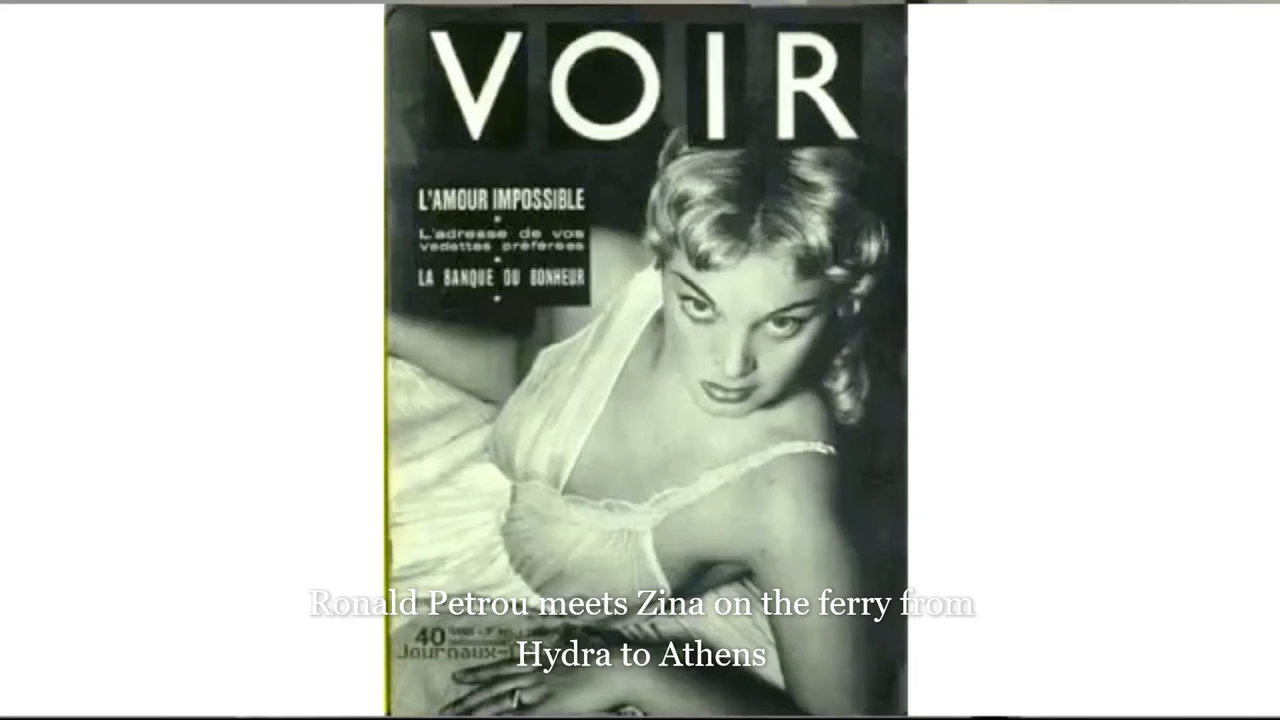 VOIR
L'AMOUR IMPOSSIBLE
L'adresse de vos
vedettes préférées
LA BANQUE DU BONHEUR
Ronald Petrou meets Zina on the ferry from
40
Hydra to Athens